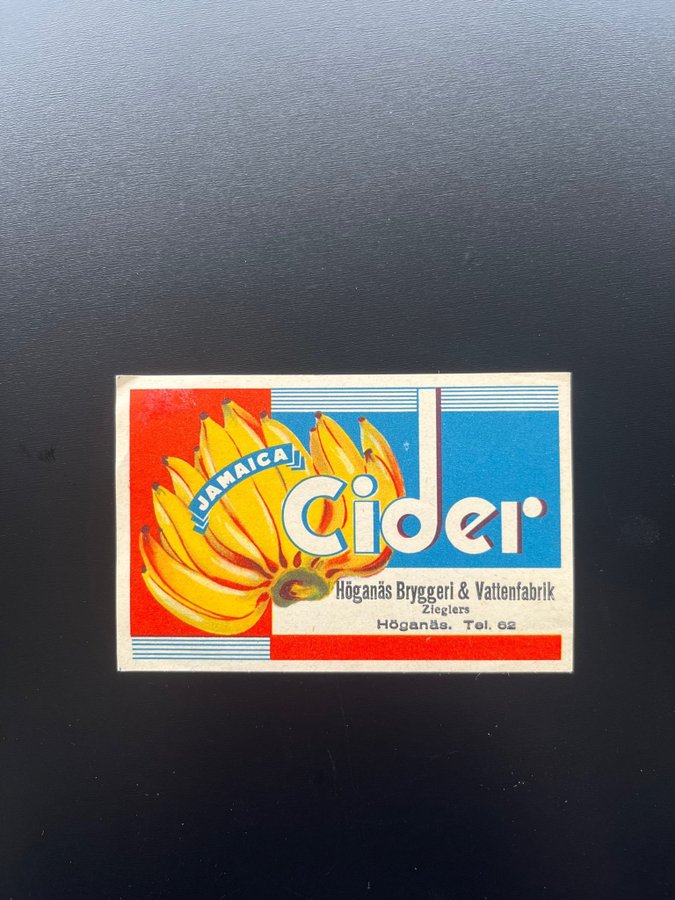 JAMAICA
Cider
Höganäs Bryggeri & Vattenfabrik
Zieglers
Höganäs. Tel. 62